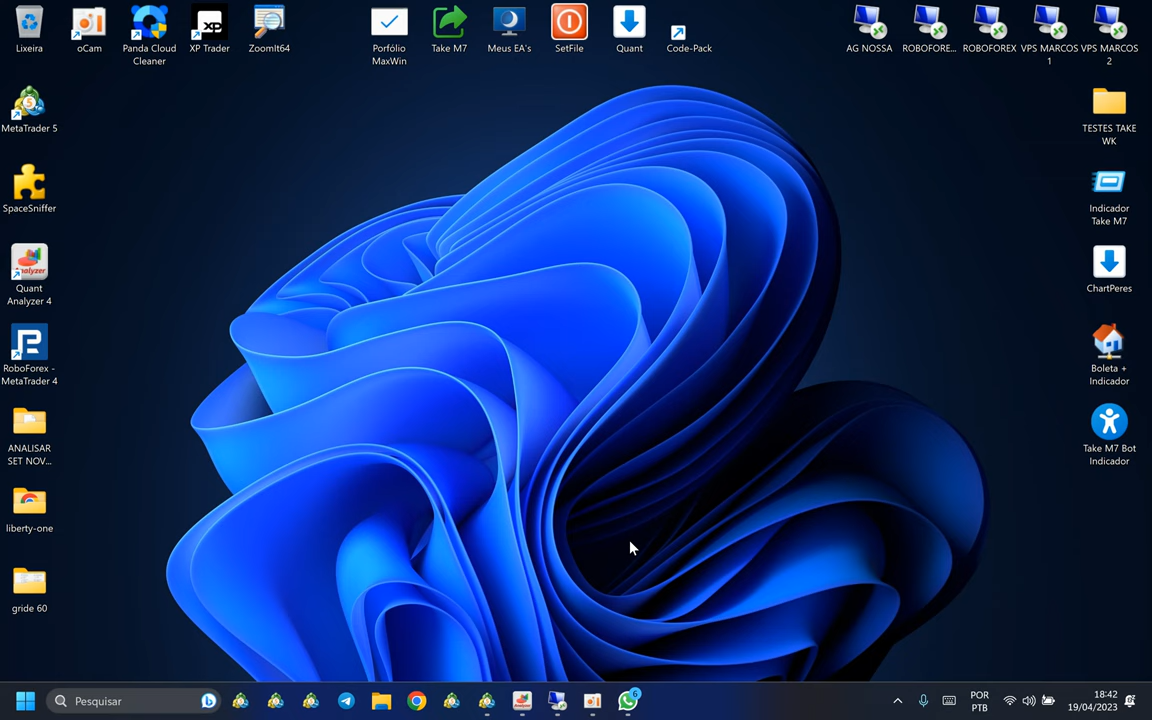 Lixeira
oCam
Panda Cloud
Cleaner
XP Trader
ZoomIt64
Porfólio
MaxWin
Take M7
Meus EA's
SetFile
Quant
Code-Pack
AG NOSSA
ROBOFORE...
ROBOFOREX
VPS MARCOS
1
VPS MARCOS
2
MetaTrader 5
TESTES TAKE
WK
SpaceSniffer
Indicador
Take M7
Quant
Analyzer 4
ChartPeres
RoboForex -
MetaTrader 4
Boleta +
Indicador
ANALISAR
SET NOV...
Take M7 Bot
Indicador
liberty-one
gride 60
Pesquisar
6
POR
PTB
18:42
19/04/2023